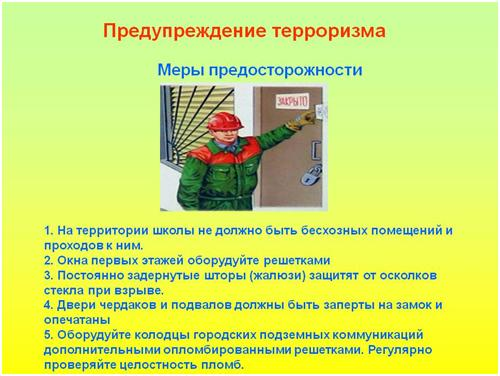 Предупреждение терроризма
Меры предосторожности
ЗАКРЫТО
1. На территории школы не должно быть бесхозных помещений и
проходов к ним.
2. Окна первых этажей оборудуйте решетками
3. Постоянно задернутые шторы (жалюзи) защитят от осколков
стекла при взрыве.
4. Двери чердаков и подвалов должны быть заперты на замок и
опечатаны
5. Оборудуйте колодцы городских подземных коммуникаций
дополнительными опломбированными решетками. Регулярно
проверяйте целостность пломб.